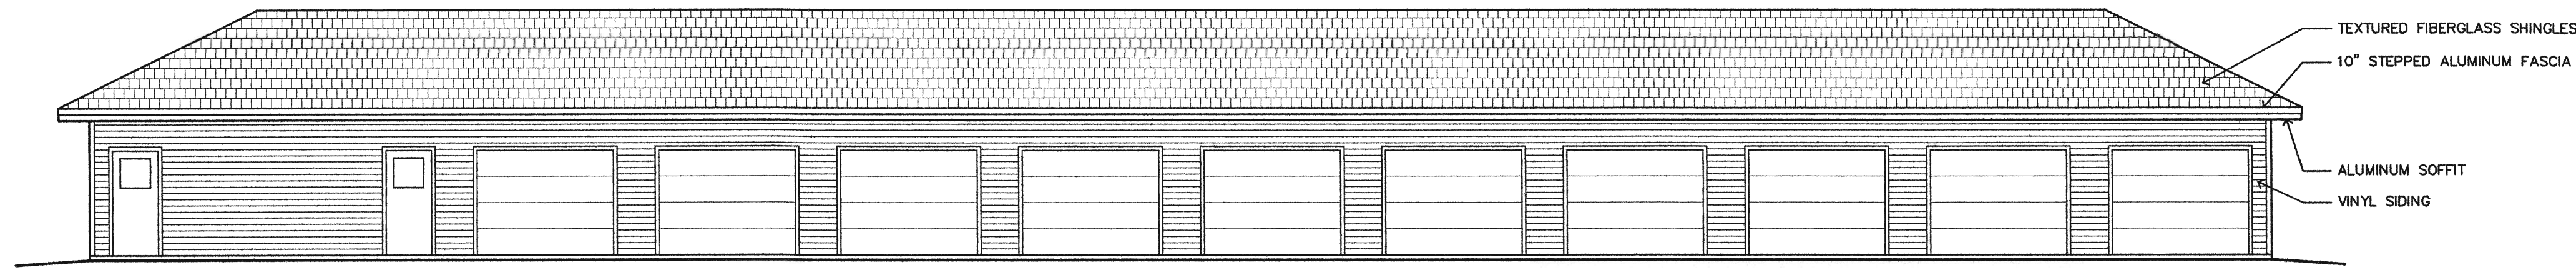 TEXTURED FIBERGLASS SHINGLES
10" STEPPED ALUMINUM FASCIA
ALUMINUM SOFFIT
VINYL SIDING